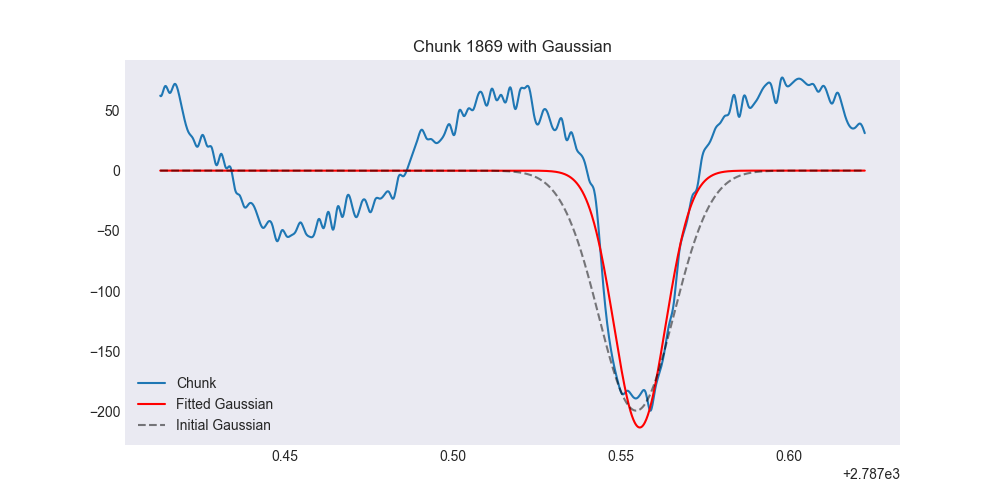 Chunk 1869 with Gaussian
50
0
−50
−100
−150
−200
Chunk
Fitted Gaussian
Initial Gaussian
0.45 0.50 0.55 0.60
+2.787e3